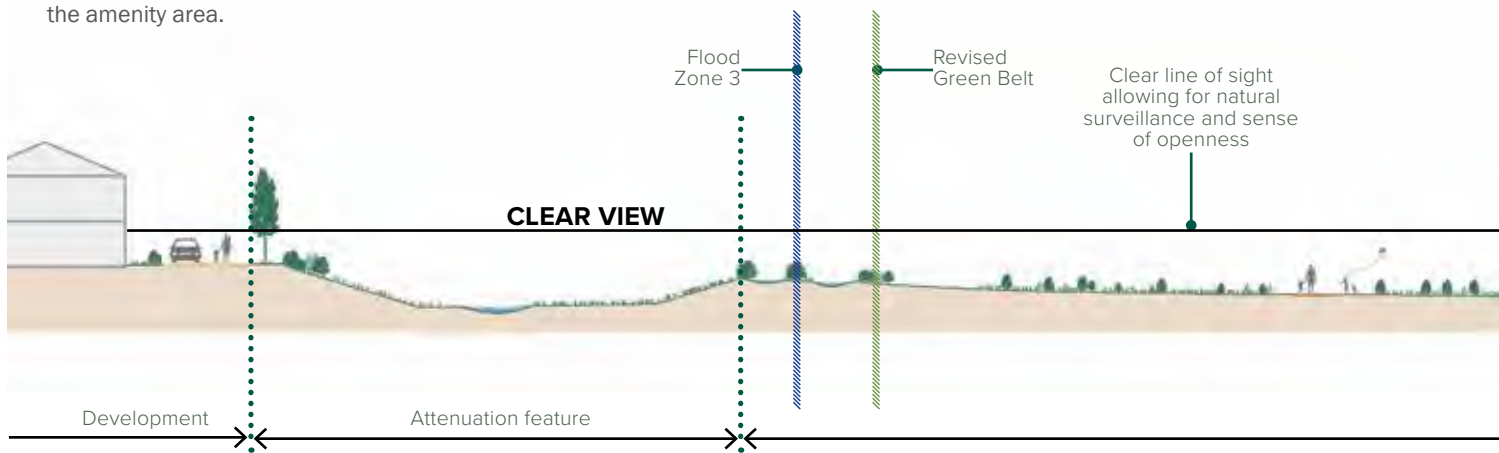 the amenity area.
Flood
Zone 3
Revised
Green Belt
Clear line of sight
allowing for natural
surveillance and sense
of openness
CLEAR VIEW
Development
Attenuation feature